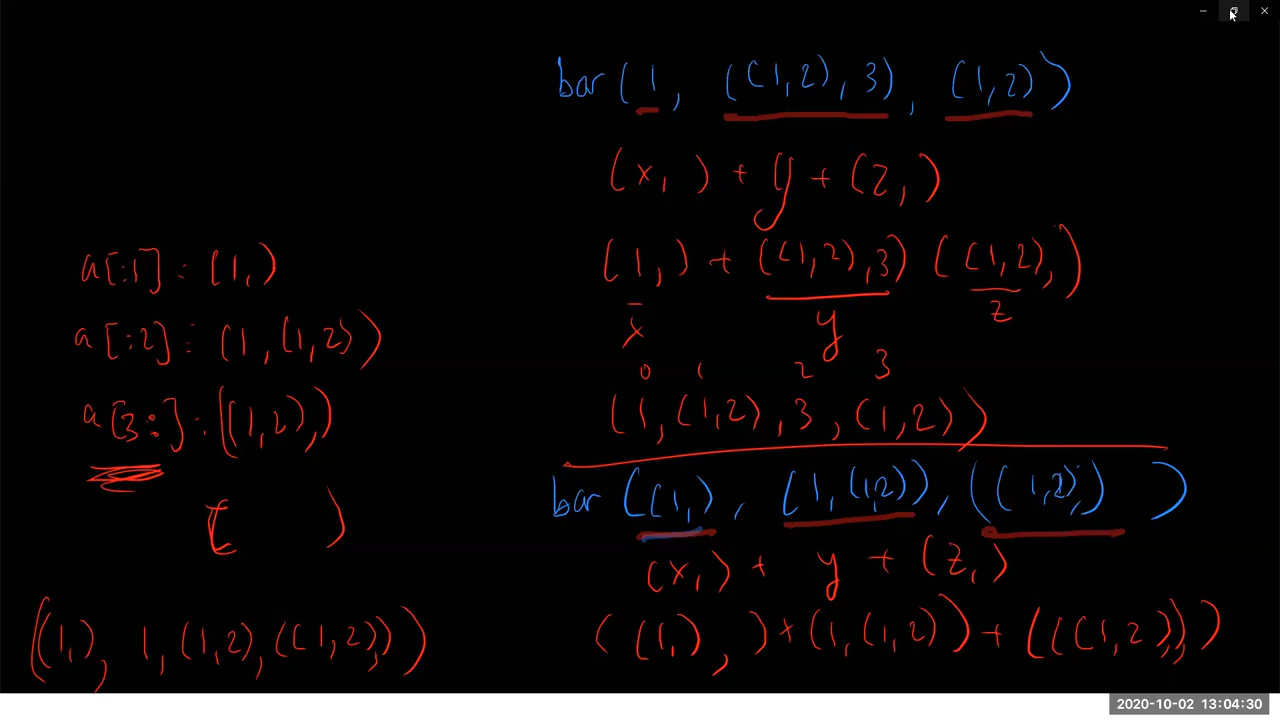 bar(1, ((1,2),3), (1,2))
(x,) + y + (z,)
(1,) + ((1,2),3) ((1,2),)
x y z
0 1 2 3
(1,(1,2),3,(1,2))
a[:1] : (1,)
a[:2] : (1,(1,2))
a[3:] : ((1,2),)
[ )
((1,), 1,(1,2),((1,2),))
bar((1,), (1,(1,2)), ((1,2),))
(x,) + y + (z,)
((1,),)+(1,(1,2))+(((1,2),),)
2020-10-02 13:04:30